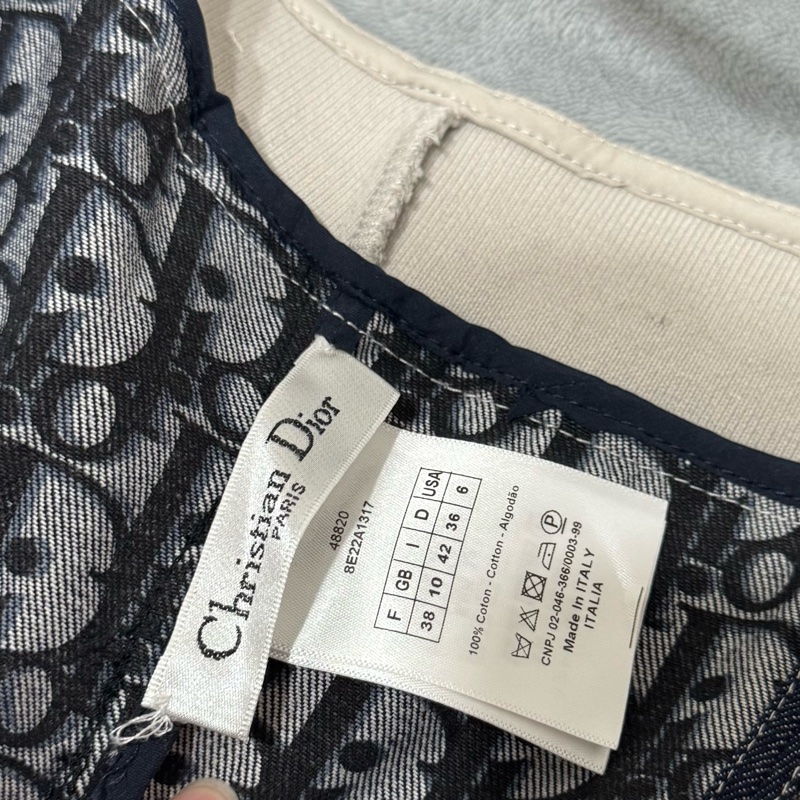 Christian Dior
PARIS
48820
8E22A1317
F GB I D USA
38 10 42 36 6
100% Coton - Cotton - Algodão
P
CNPJ 02-046-366/0003-99
Made In ITALY
ITALIA